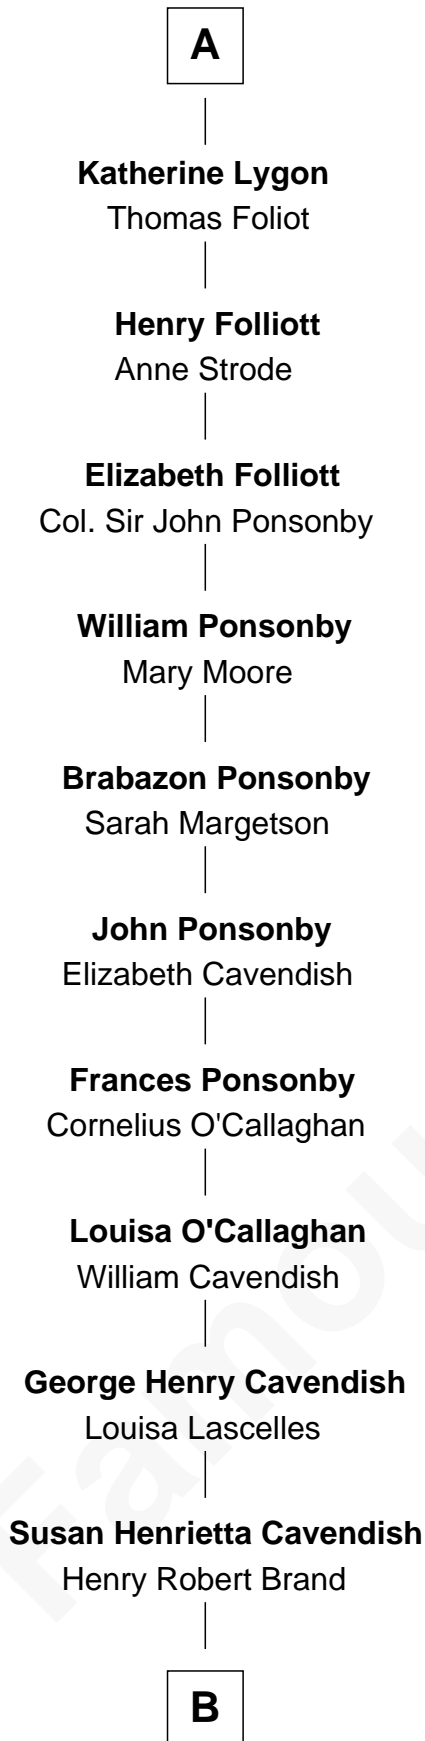 A
Katherine Lygon
Thomas Foliot
Henry Folliott
Anne Strode
Elizabeth Folliott
Col. Sir John Ponsonby
William Ponsonby
Mary Moore
Brabazon Ponsonby
Sarah Margetson
John Ponsonby
Elizabeth Cavendish
Frances Ponsonby
Cornelius O'Callaghan
Louisa O'Callaghan
William Cavendish
George Henry Cavendish
Louisa Lascelles
Susan Henrietta Cavendish
Henry Robert Brand
B
Famou